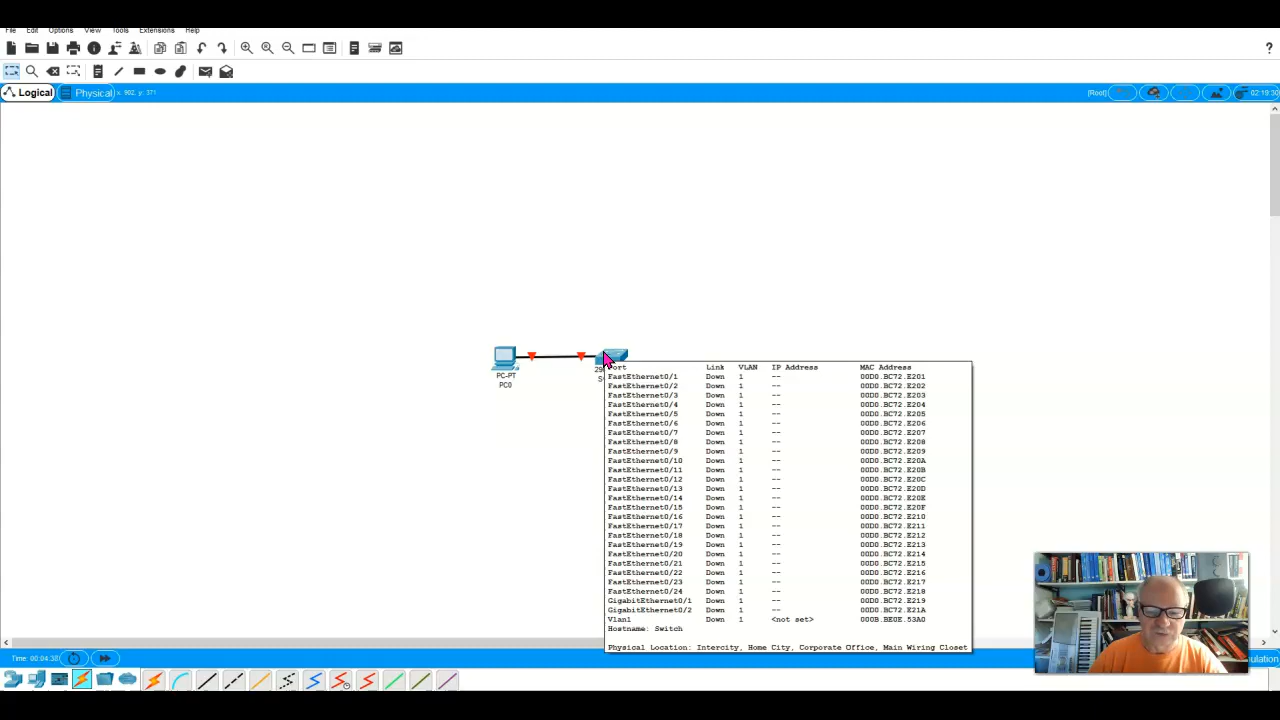 File Edit Options View Tools Extensions Help
?
Logical Physical x: 902, y: 371 [Root] 02:19:30
PC-PT
PC0
29
S
Port Link VLAN IP Address MAC Address
FastEthernet0/1 Down 1 -- 00D0.BC72.E201
FastEthernet0/2 Down 1 -- 00D0.BC72.E202
FastEthernet0/3 Down 1 -- 00D0.BC72.E203
FastEthernet0/4 Down 1 -- 00D0.BC72.E204
FastEthernet0/5 Down 1 -- 00D0.BC72.E205
FastEthernet0/6 Down 1 -- 00D0.BC72.E206
FastEthernet0/7 Down 1 -- 00D0.BC72.E207
FastEthernet0/8 Down 1 -- 00D0.BC72.E208
FastEthernet0/9 Down 1 -- 00D0.BC72.E209
FastEthernet0/10 Down 1 -- 00D0.BC72.E20A
FastEthernet0/11 Down 1 -- 00D0.BC72.E20B
FastEthernet0/12 Down 1 -- 00D0.BC72.E20C
FastEthernet0/13 Down 1 -- 00D0.BC72.E20D
FastEthernet0/14 Down 1 -- 00D0.BC72.E20E
FastEthernet0/15 Down 1 -- 00D0.BC72.E20F
FastEthernet0/16 Down 1 -- 00D0.BC72.E210
FastEthernet0/17 Down 1 -- 00D0.BC72.E211
FastEthernet0/18 Down 1 -- 00D0.BC72.E212
FastEthernet0/19 Down 1 -- 00D0.BC72.E213
FastEthernet0/20 Down 1 -- 00D0.BC72.E214
FastEthernet0/21 Down 1 -- 00D0.BC72.E215
FastEthernet0/22 Down 1 -- 00D0.BC72.E216
FastEthernet0/23 Down 1 -- 00D0.BC72.E217
FastEthernet0/24 Down 1 -- 00D0.BC72.E218
GigabitEthernet0/1 Down 1 -- 00D0.BC72.E219
GigabitEthernet0/2 Down 1 -- 00D0.BC72.E21A
Vlan1 Down 1 <not set> 000B.BE0E.53A0
Hostname: Switch
Physical Location: Intercity, Home City, Corporate Office, Main Wiring Closet
Time: 00:04:38